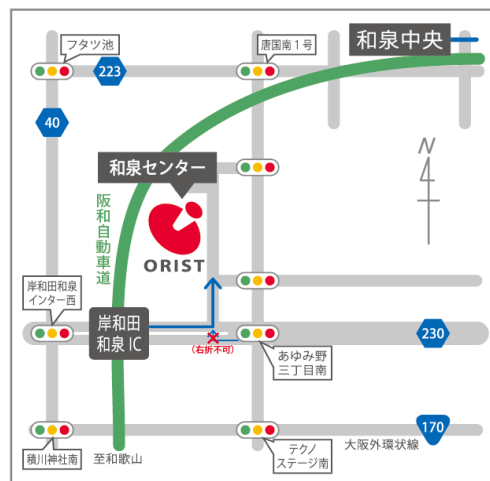 フタツ池
唐国南1号
和泉中央
223
40
和泉センター
N
阪和自動車道
ORIST
岸和田和泉
インター西
岸和田
和泉IC
(右折不可)
あゆみ野
三丁目南
230
170
積川神社南
至和歌山
テクノ
ステージ南
大阪外環状線